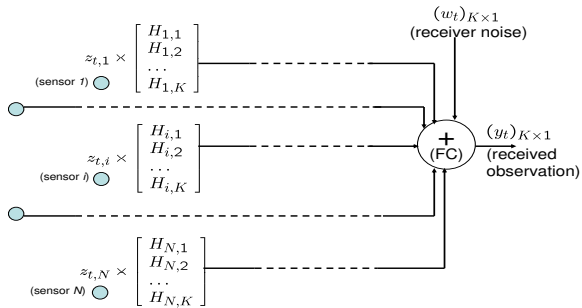 (w_t)_{K×1}
(receiver noise)
z_{t,1} × [ H_{1,1}
H_{1,2}
...
H_{1,K} ]
(sensor 1)
z_{t,i} × [ H_{i,1}
H_{i,2}
...
H_{i,K} ]
(sensor i)
+
(FC)
(y_t)_{K×1}
(received
observation)
z_{t,N} × [ H_{N,1}
H_{N,2}
...
H_{N,K} ]
(sensor N)